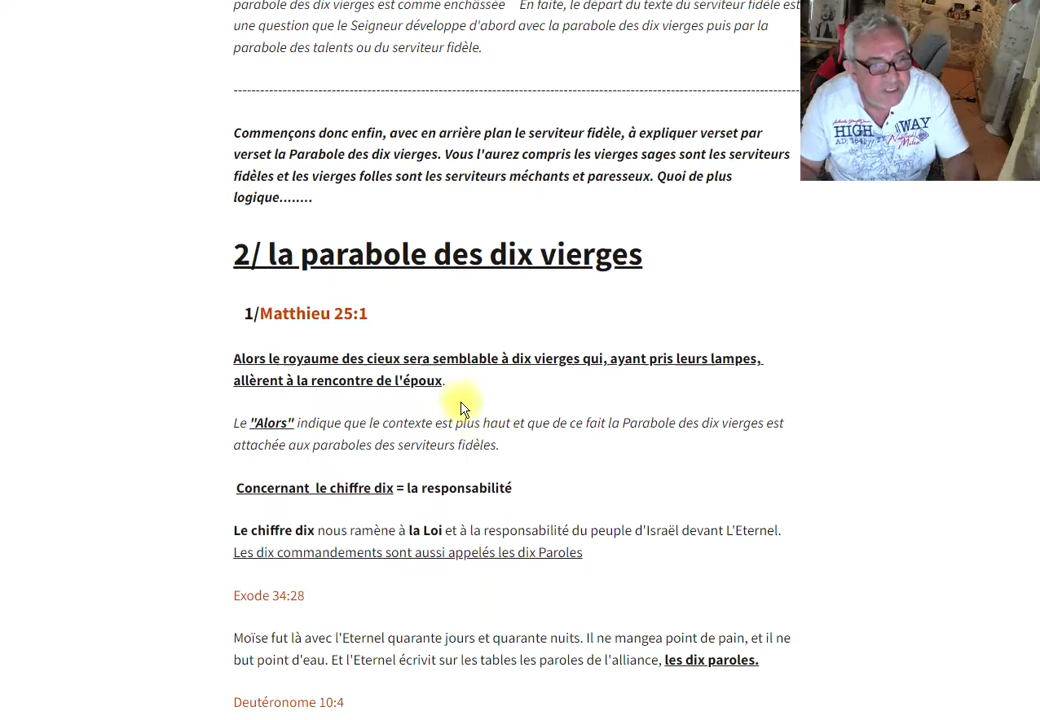 parabole des dix vierges est comme enchâssée En faite, le départ du texte du serviteur fidèle est
une question que le Seigneur développe d'abord avec la parabole des dix vierges puis par la
parabole des talents ou du serviteur fidèle.
Commençons donc enfin, avec en arrière plan le serviteur fidèle, à expliquer verset par
verset la Parabole des dix vierges. Vous l'aurez compris les vierges sages sont les serviteurs
fidèles et les vierges folles sont les serviteurs méchants et paresseux. Quoi de plus
logique........
2/ la parabole des dix vierges
1/Matthieu 25:1
Alors le royaume des cieux sera semblable à dix vierges qui, ayant pris leurs lampes,
allèrent à la rencontre de l'époux.
Le "Alors" indique que le contexte est plus haut et que de ce fait la Parabole des dix vierges est
attachée aux paraboles des serviteurs fidèles.
Concernant le chiffre dix = la responsabilité
Le chiffre dix nous ramène à la Loi et à la responsabilité du peuple d'Israël devant L'Eternel.
Les dix commandements sont aussi appelés les dix Paroles
Exode 34:28
Moïse fut là avec l'Eternel quarante jours et quarante nuits. Il ne mangea point de pain, et il ne
but point d'eau. Et l'Eternel écrivit sur les tables les paroles de l'alliance, les dix paroles.
Deutéronome 10:4
HIGH WAY